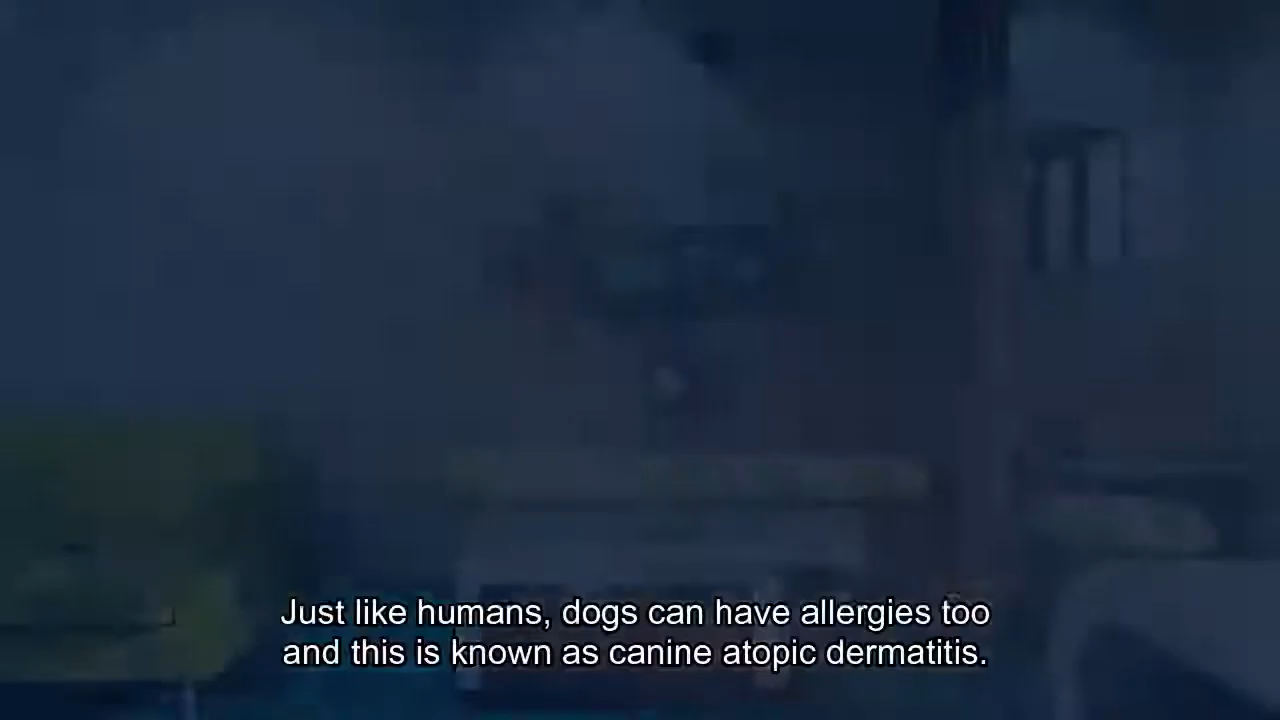 Just like humans, dogs can have allergies too
and this is known as canine atopic dermatitis.